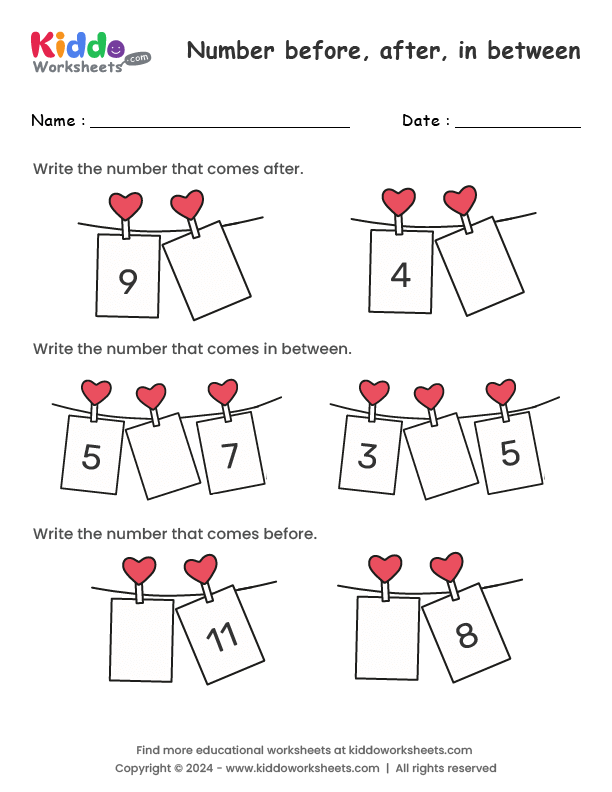 Kiddo
Worksheets.com
Number before, after, in between
Name : Date :
Write the number that comes after.
9 4
Write the number that comes in between.
5 7 3 5
Write the number that comes before.
11 8
Find more educational worksheets at kiddoworksheets.com
Copyright © 2024 - www.kiddoworksheets.com | All rights reserved